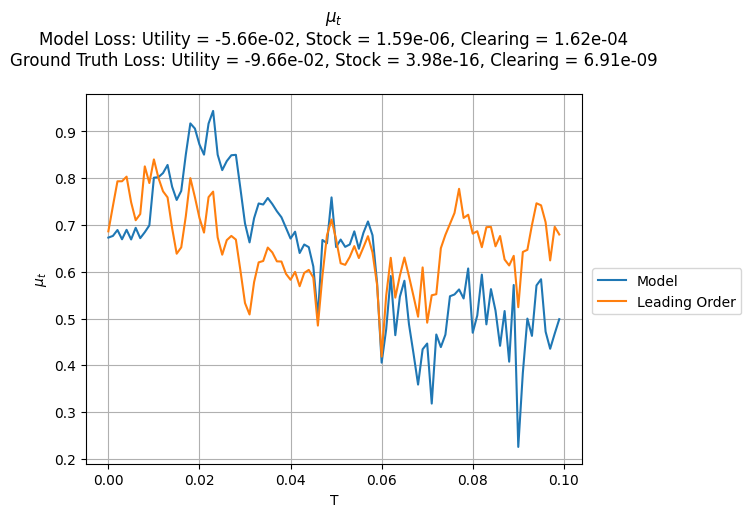 μt
Model Loss: Utility = -5.66e-02, Stock = 1.59e-06, Clearing = 1.62e-04
Ground Truth Loss: Utility = -9.66e-02, Stock = 3.98e-16, Clearing = 6.91e-09
0.9
0.8
0.7
0.6
0.5
0.4
0.3
0.2
μt
0.00
0.02
0.04
0.06
0.08
0.10
T
Model
Leading Order